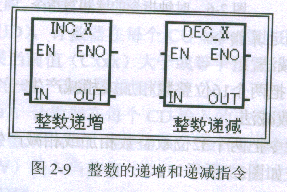 INC_X DEC_X
EN ENO EN ENO
IN OUT IN OUT
整数递增 整数递减
图 2-9 整数的递增和递减指令